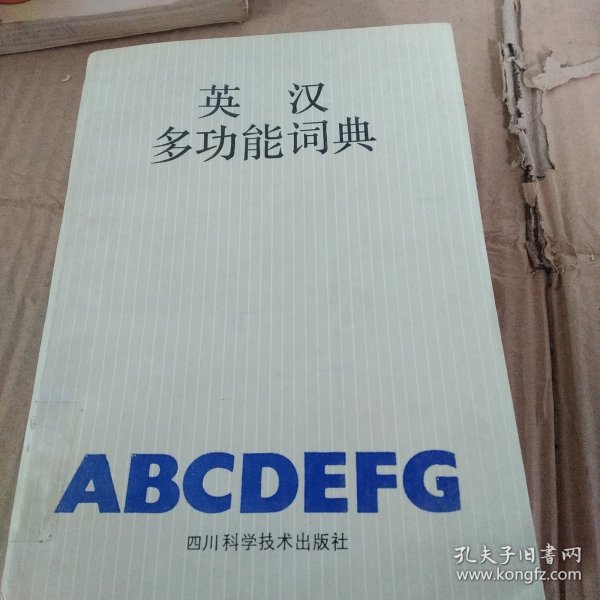 英 汉
多功能词典
ABCDEFG
四川科学技术出版社
孔夫子旧书网
www.kongfz.com